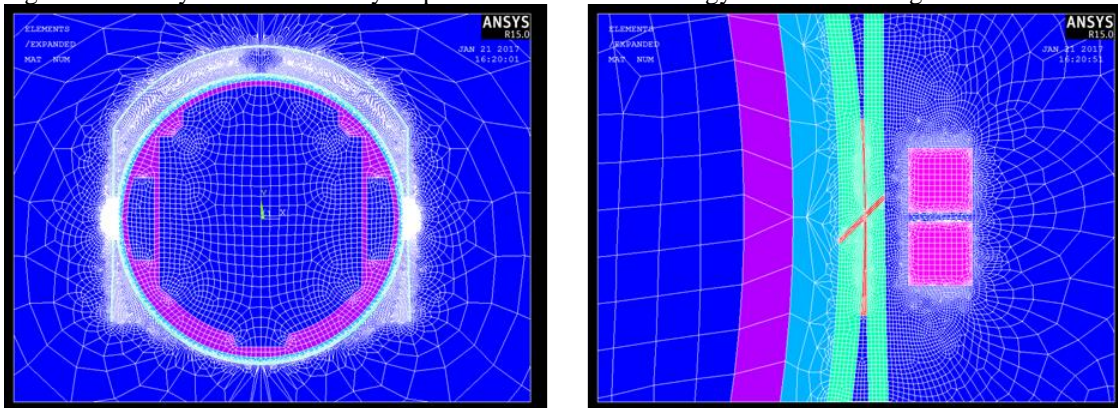 ELEMENTS
/EXPANDED
MAT NUM
ANSYS
R15.0
JAN 21 2017
16:20:01
Y
X
ELEMENTS
/EXPANDED
MAT NUM
ANSYS
R15.0
JAN 21 2017
16:20:51